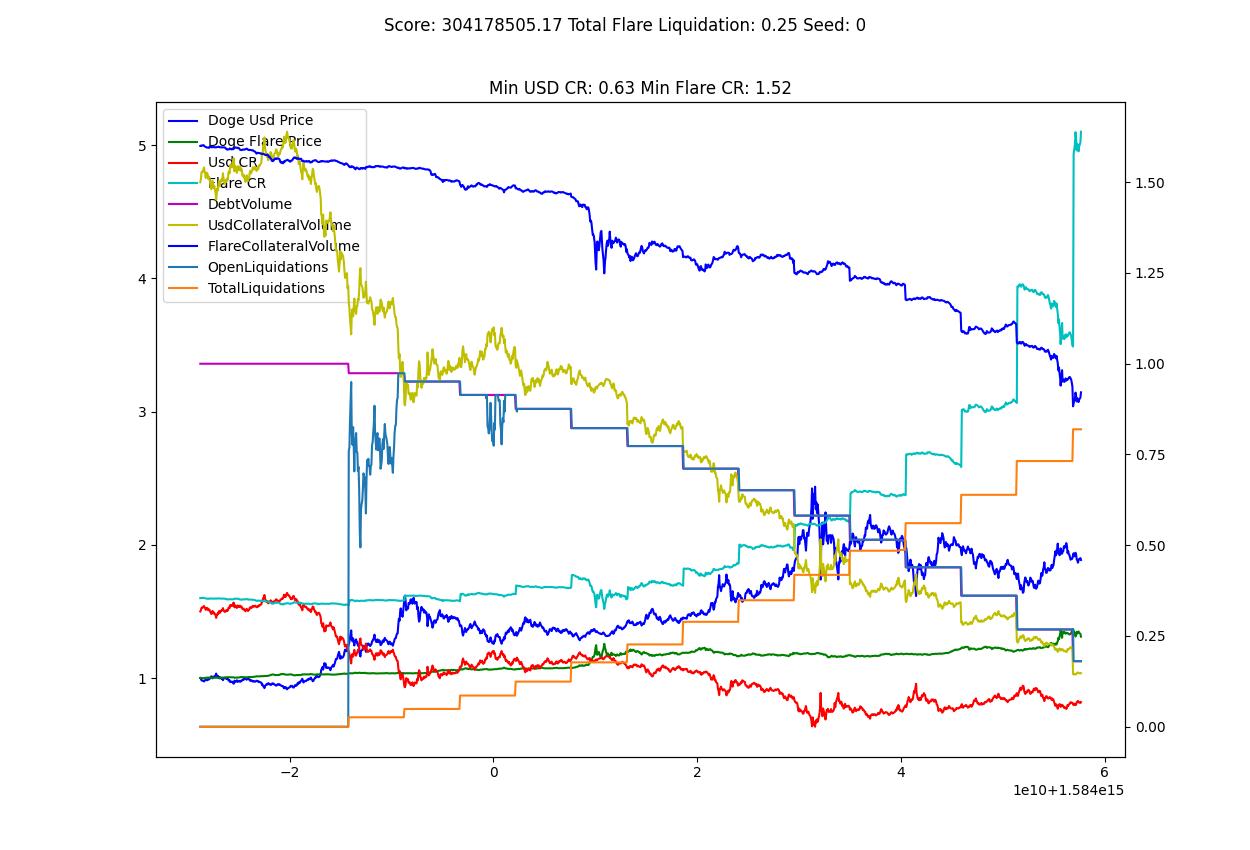 Score: 304178505.17 Total Flare Liquidation: 0.25 Seed: 0
Min USD CR: 0.63 Min Flare CR: 1.52
Doge Usd Price
Doge Flare Price
Usd CR
Flare CR
DebtVolume
UsdCollateralVolume
FlareCollateralVolume
OpenLiquidations
TotalLiquidations
5
4
3
2
1
1.50
1.25
1.00
0.75
0.50
0.25
0.00
−2
0
2
4
6
1e10+1.584e15